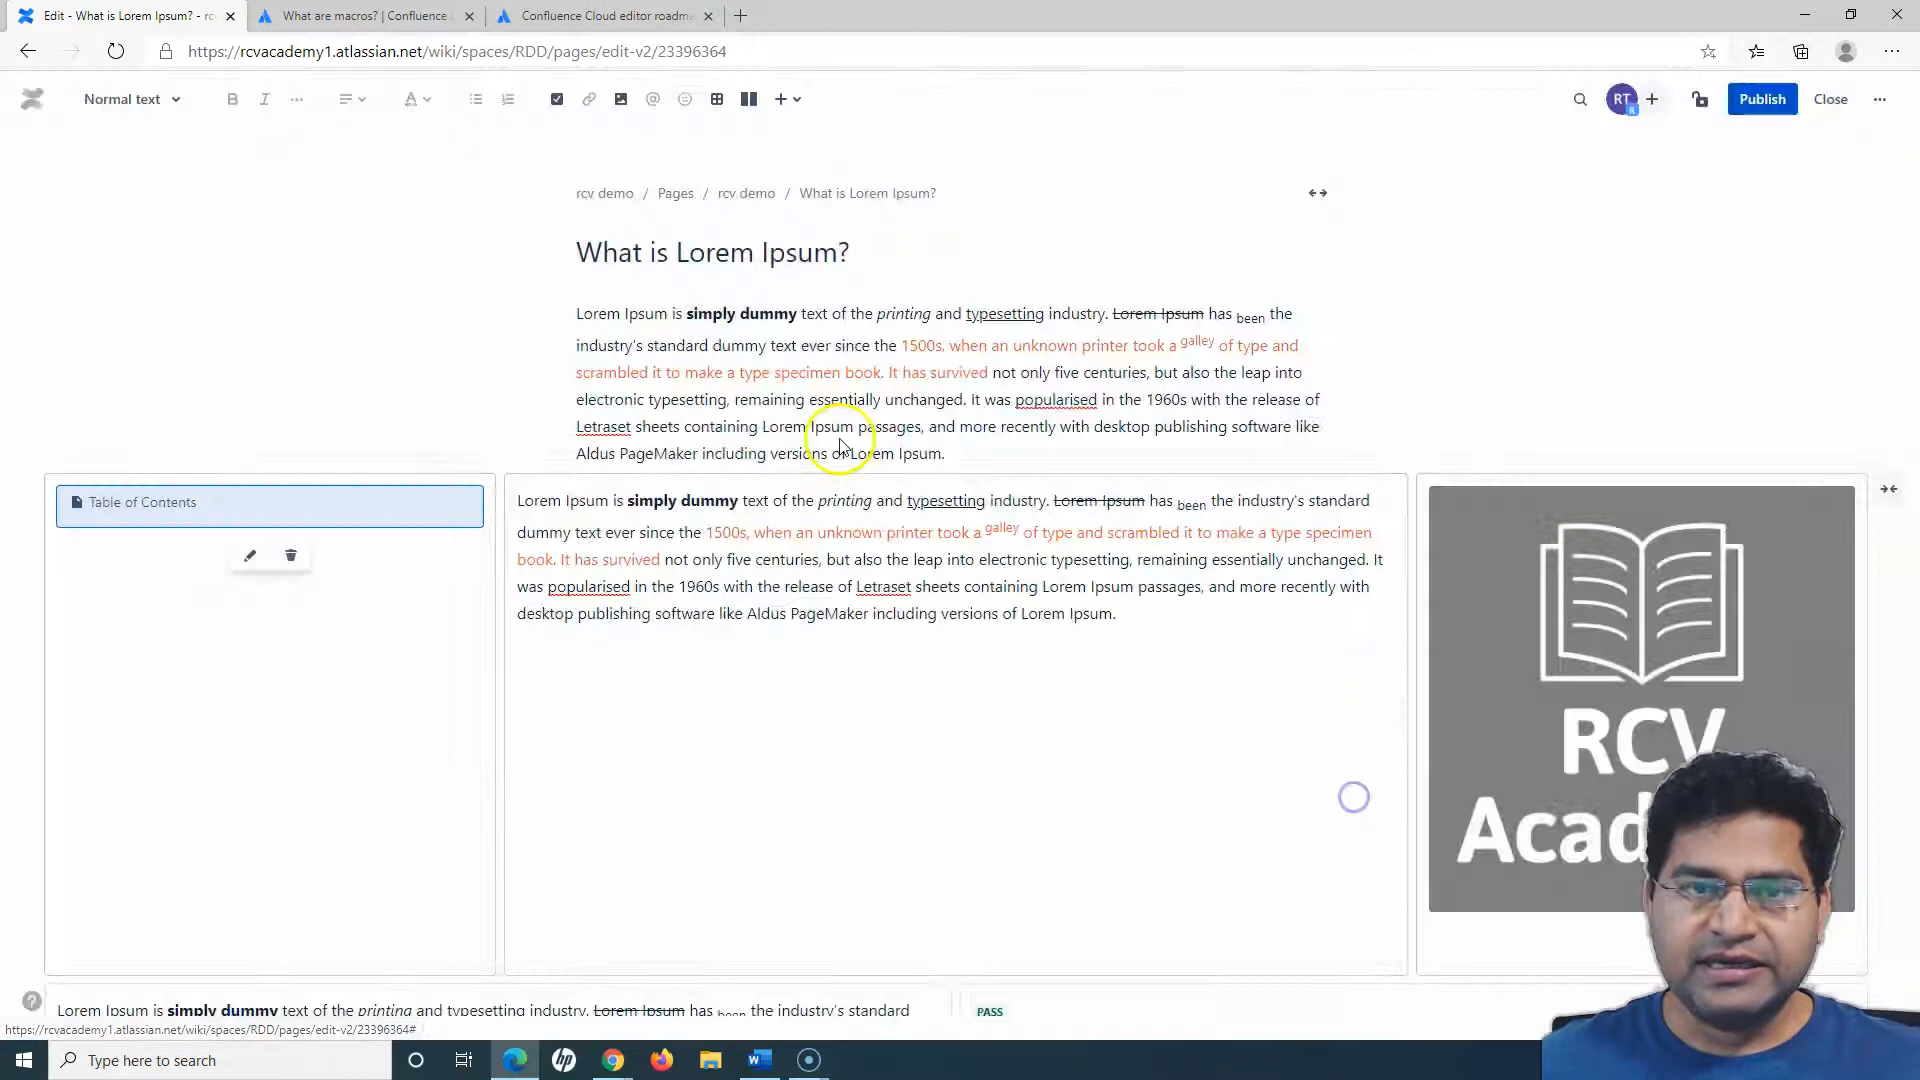 Edit - What is Lorem Ipsum? - rc
What are macros? | Confluence
Confluence Cloud editor roadma
https://rcvacademy1.atlassian.net/wiki/spaces/RDD/pages/edit-v2/23396364
Normal text
RT
R
Publish
Close
rcv demo / Pages / rcv demo / What is Lorem Ipsum?
What is Lorem Ipsum?
Lorem Ipsum is simply dummy text of the printing and typesetting industry. Lorem Ipsum has been the
industry's standard dummy text ever since the 1500s, when an unknown printer took a galley of type and
scrambled it to make a type specimen book. It has survived not only five centuries, but also the leap into
electronic typesetting, remaining essentially unchanged. It was popularised in the 1960s with the release of
Letraset sheets containing Lorem Ipsum passages, and more recently with desktop publishing software like
Aldus PageMaker including versions of Lorem Ipsum.
Table of Contents
Lorem Ipsum is simply dummy text of the printing and typesetting industry. Lorem Ipsum has been the industry's standard
dummy text ever since the 1500s, when an unknown printer took a galley of type and scrambled it to make a type specimen
book. It has survived not only five centuries, but also the leap into electronic typesetting, remaining essentially unchanged. It
was popularised in the 1960s with the release of Letraset sheets containing Lorem Ipsum passages, and more recently with
desktop publishing software like Aldus PageMaker including versions of Lorem Ipsum.
RCV
Acad
Lorem Ipsum is simply dummy text of the printing and typesetting industry. Lorem Ipsum has been the industry's standard
PASS
https://rcvacademy1.atlassian.net/wiki/spaces/RDD/pages/edit-v2/23396364#
Type here to search
hp
W